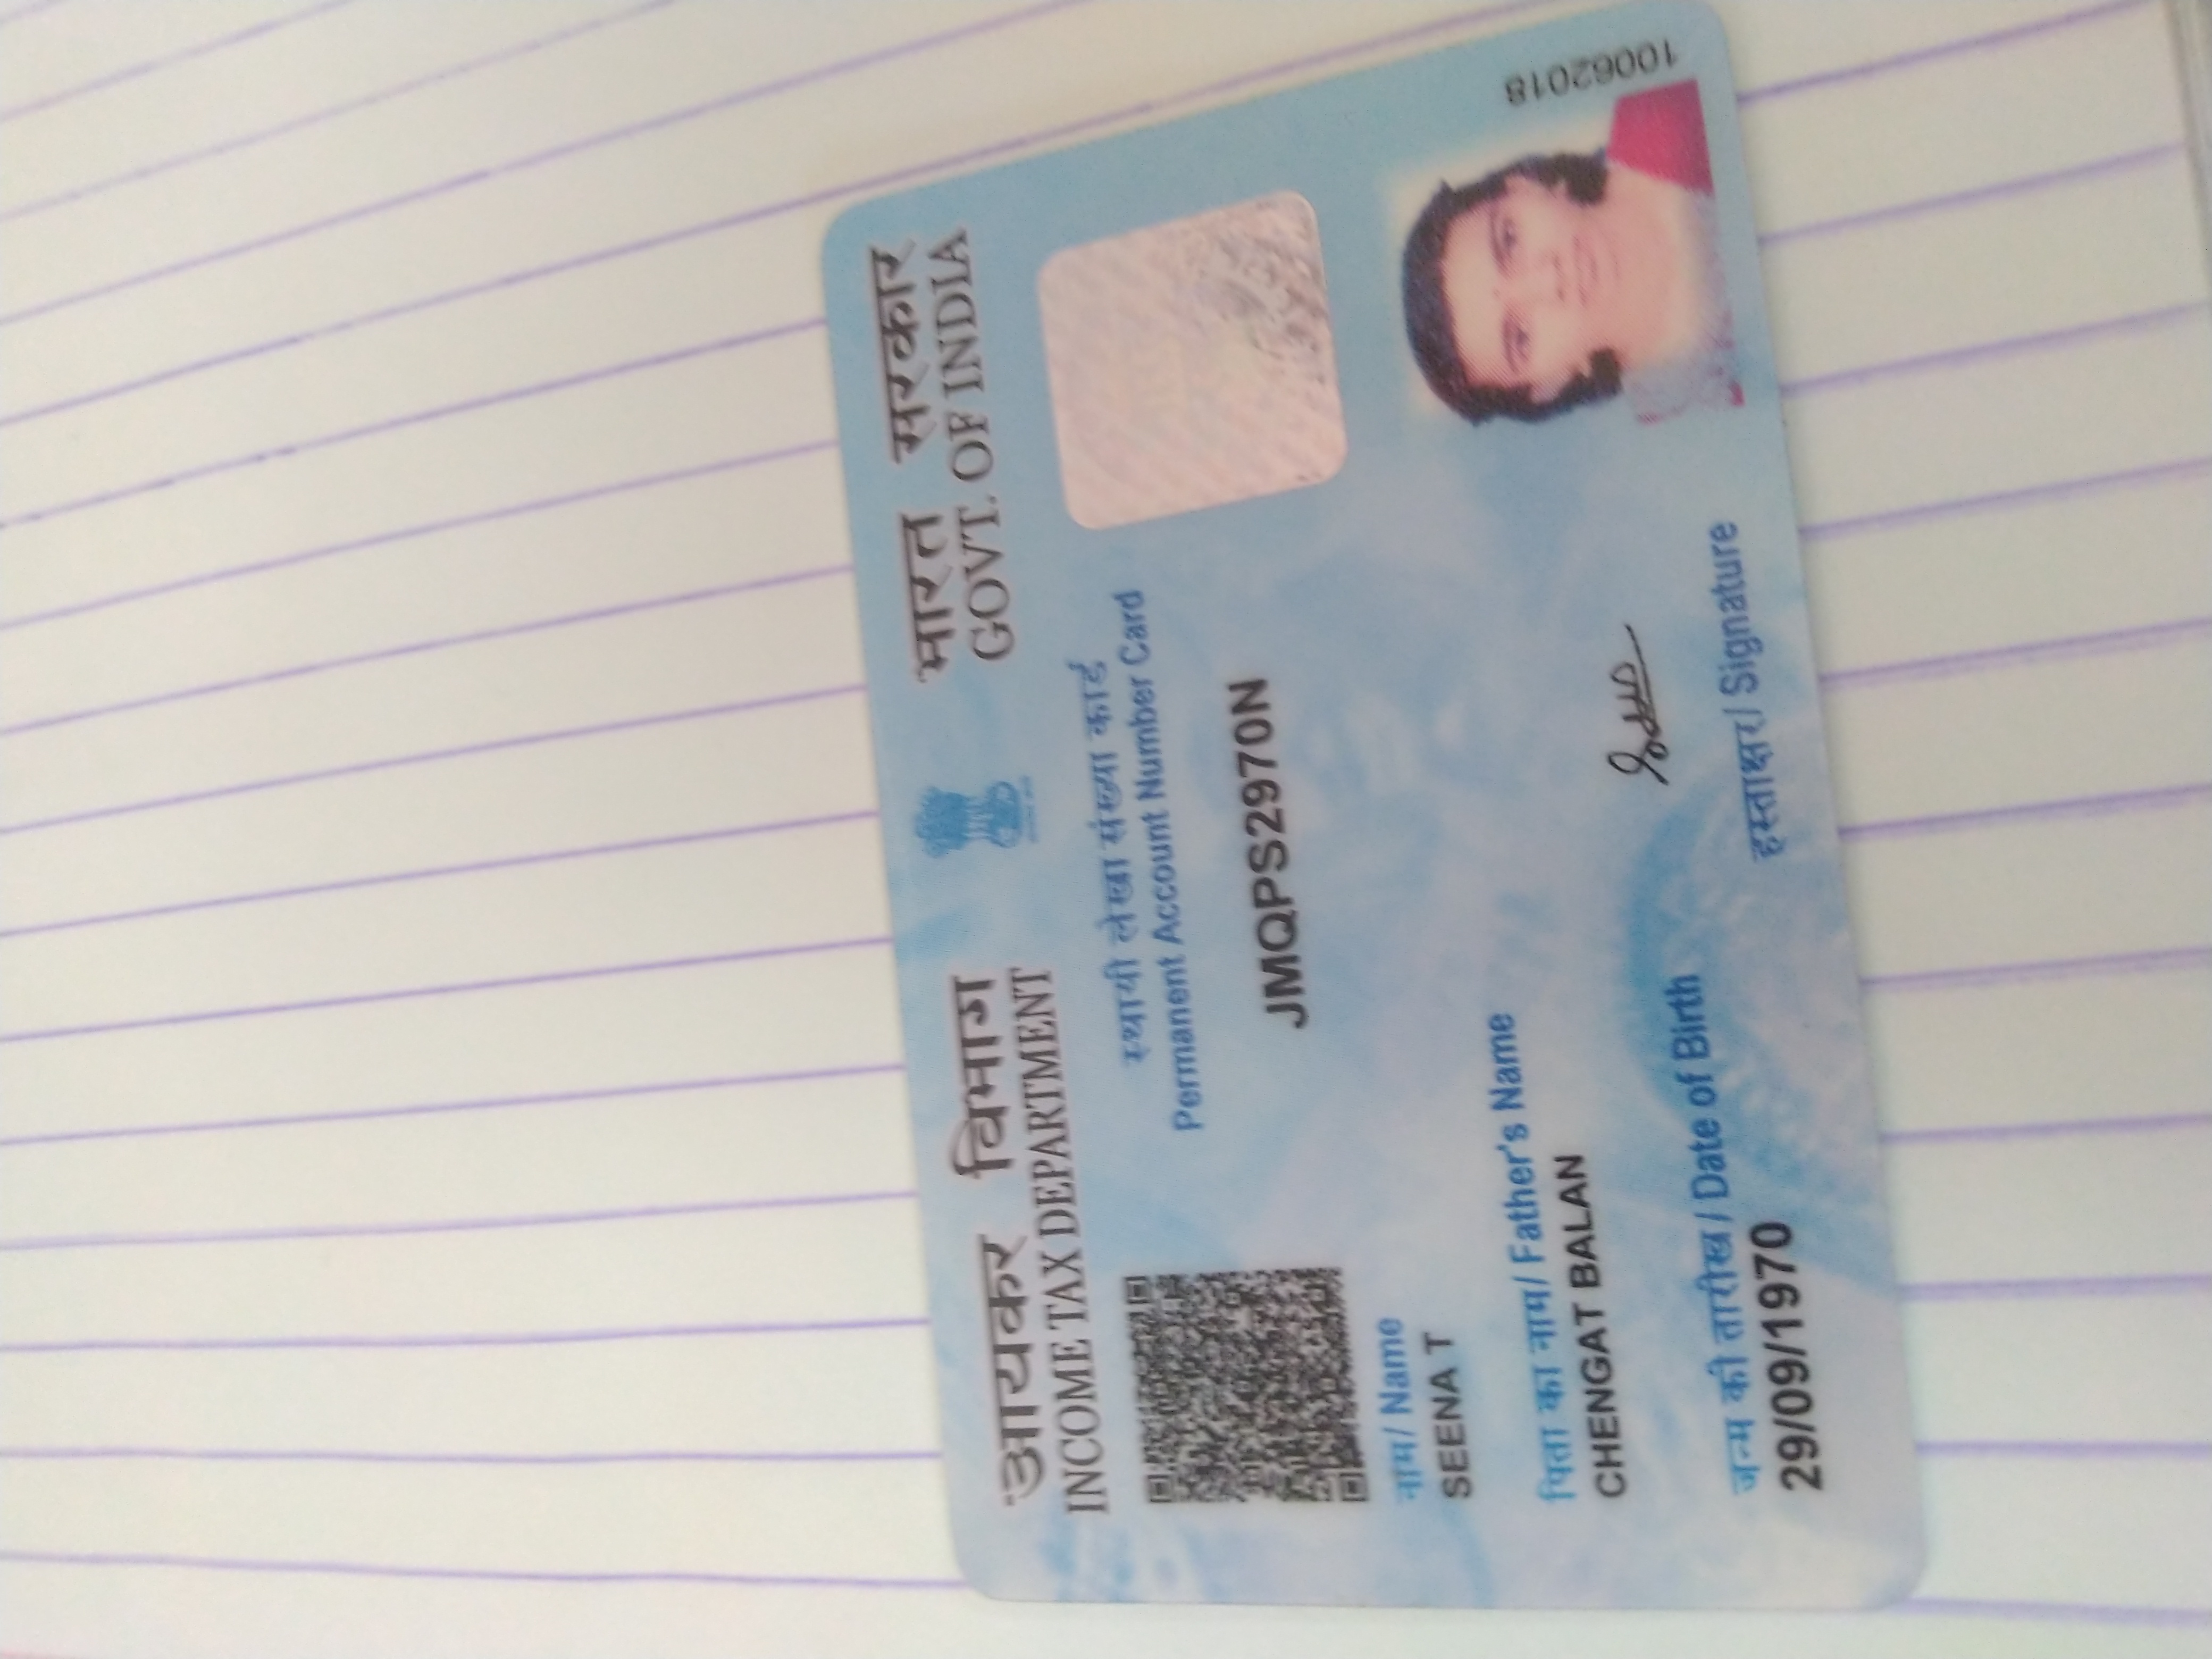 आयकर विभाग
INCOME TAX DEPARTMENT
भारत सरकार
GOVT. OF INDIA
स्थायी लेखा संख्या कार्ड
Permanent Account Number Card
JMQPS2970N
नाम/ Name
SEENA T
पिता का नाम/ Father's Name
CHENGAT BALAN
जन्म की तारीख / Date of Birth
29/09/1970
हस्ताक्षर/ Signature
10062018